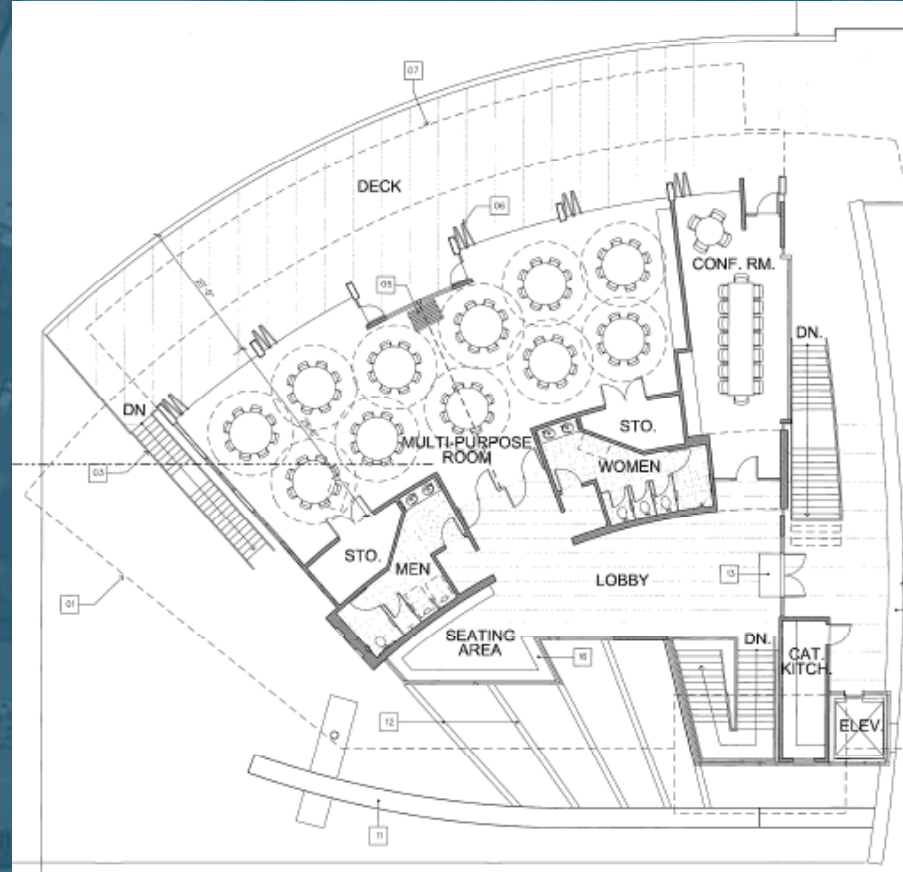 07
DECK
06
05
CONF. RM.
DN.
DN
STO.
MULTI-PURPOSE
ROOM
WOMEN
03
STO.
MEN
LOBBY
13
01
SEATING
AREA
16
DN.
CAT.
KITCH.
12
ELEV.
11